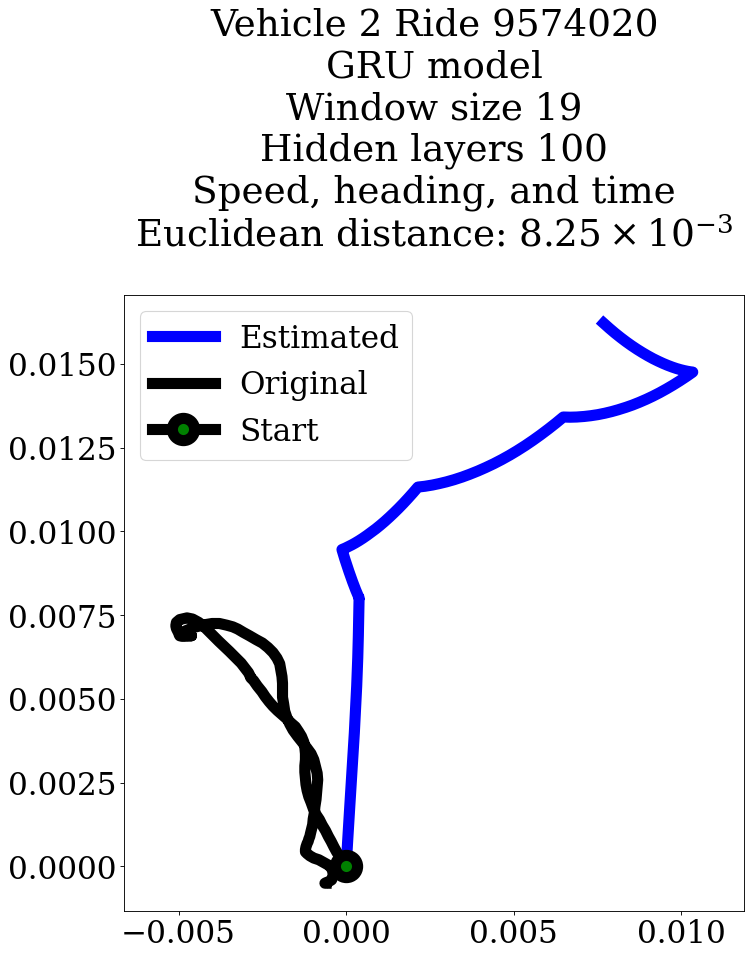 Vehicle 2 Ride 9574020
GRU model
Window size 19
Hidden layers 100
Speed, heading, and time
Euclidean distance: 8.25 × 10⁻³
Estimated
Original
Start
0.0150
0.0125
0.0100
0.0075
0.0050
0.0025
0.0000
−0.005 0.000 0.005 0.010